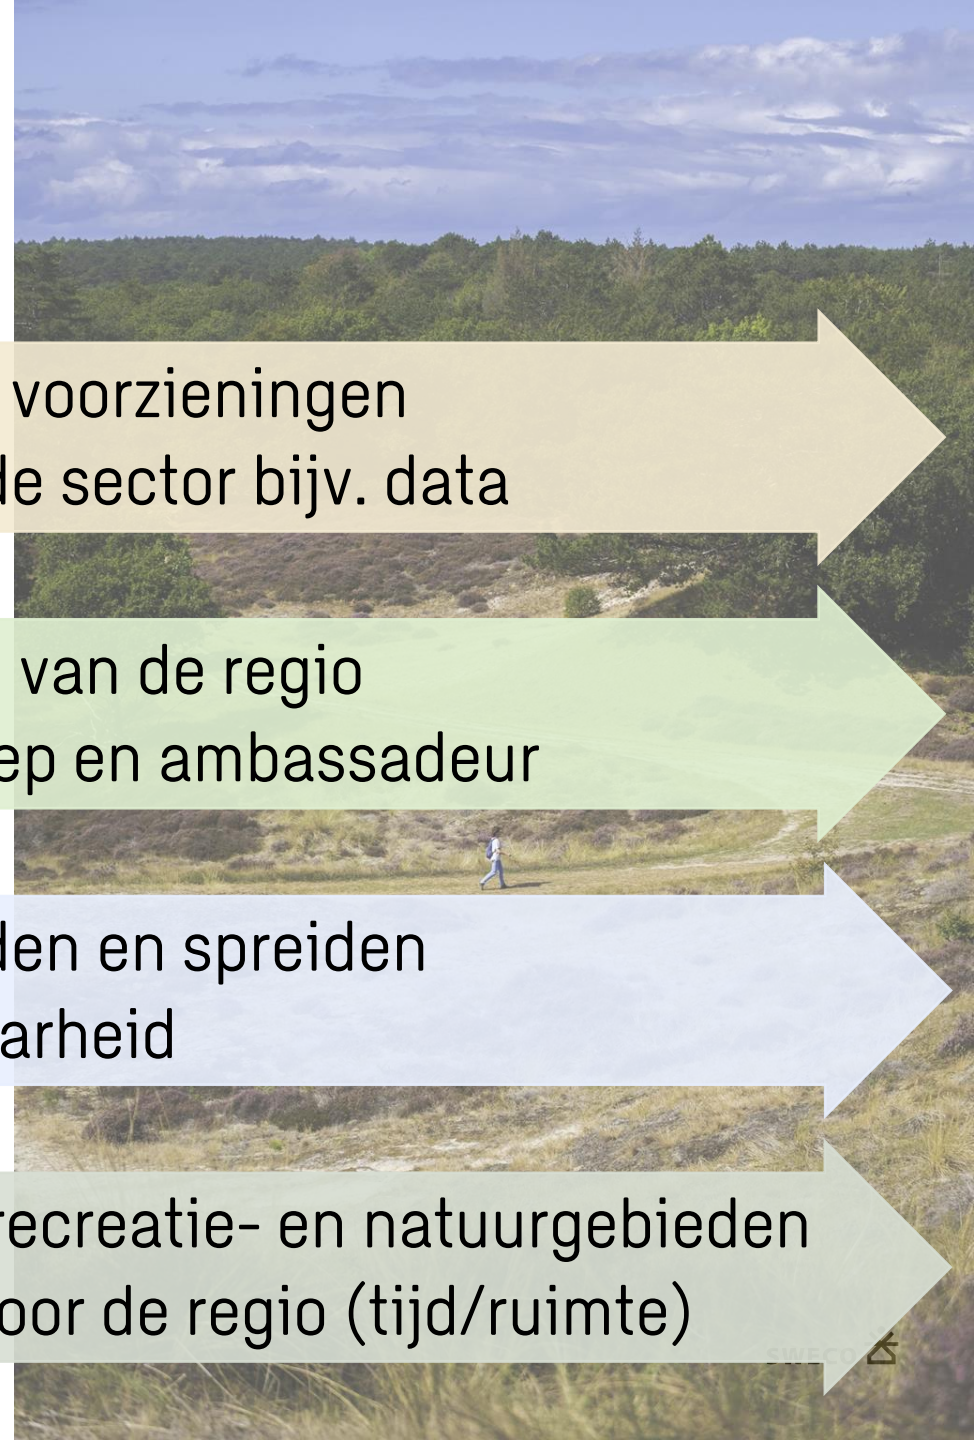 voorzieningen
de sector bijv. data
van de regio
ep en ambassadeur
den en spreiden
arheid
recreatie- en natuurgebieden
oor de regio (tijd/ruimte)
SWECO